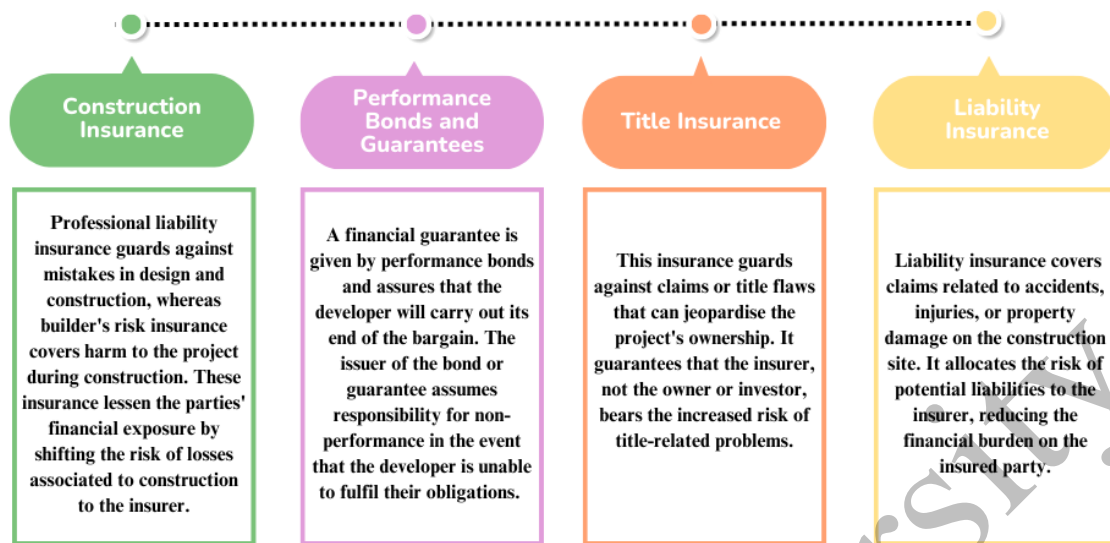 Construction
Insurance
Performance
Bonds and
Guarantees
Title Insurance
Liability
Insurance
Professional liability
insurance guards against
mistakes in design and
construction, whereas
builder's risk insurance
covers harm to the project
during construction. These
insurance lessen the parties'
financial exposure by
shifting the risk of losses
associated to construction
to the insurer.
A financial guarantee is
given by performance bonds
and assures that the
developer will carry out its
end of the bargain. The
issuer of the bond or
guarantee assumes
responsibility for non-
performance in the event
that the developer is unable
to fulfil their obligations.
This insurance guards
against claims or title flaws
that can jeopardise the
project's ownership. It
guarantees that the insurer,
not the owner or investor,
bears the increased risk of
title-related problems.
Liability insurance covers
claims related to accidents,
injuries, or property
damage on the construction
site. It allocates the risk of
potential liabilities to the
insurer, reducing the
financial burden on the
insured party.
rsity